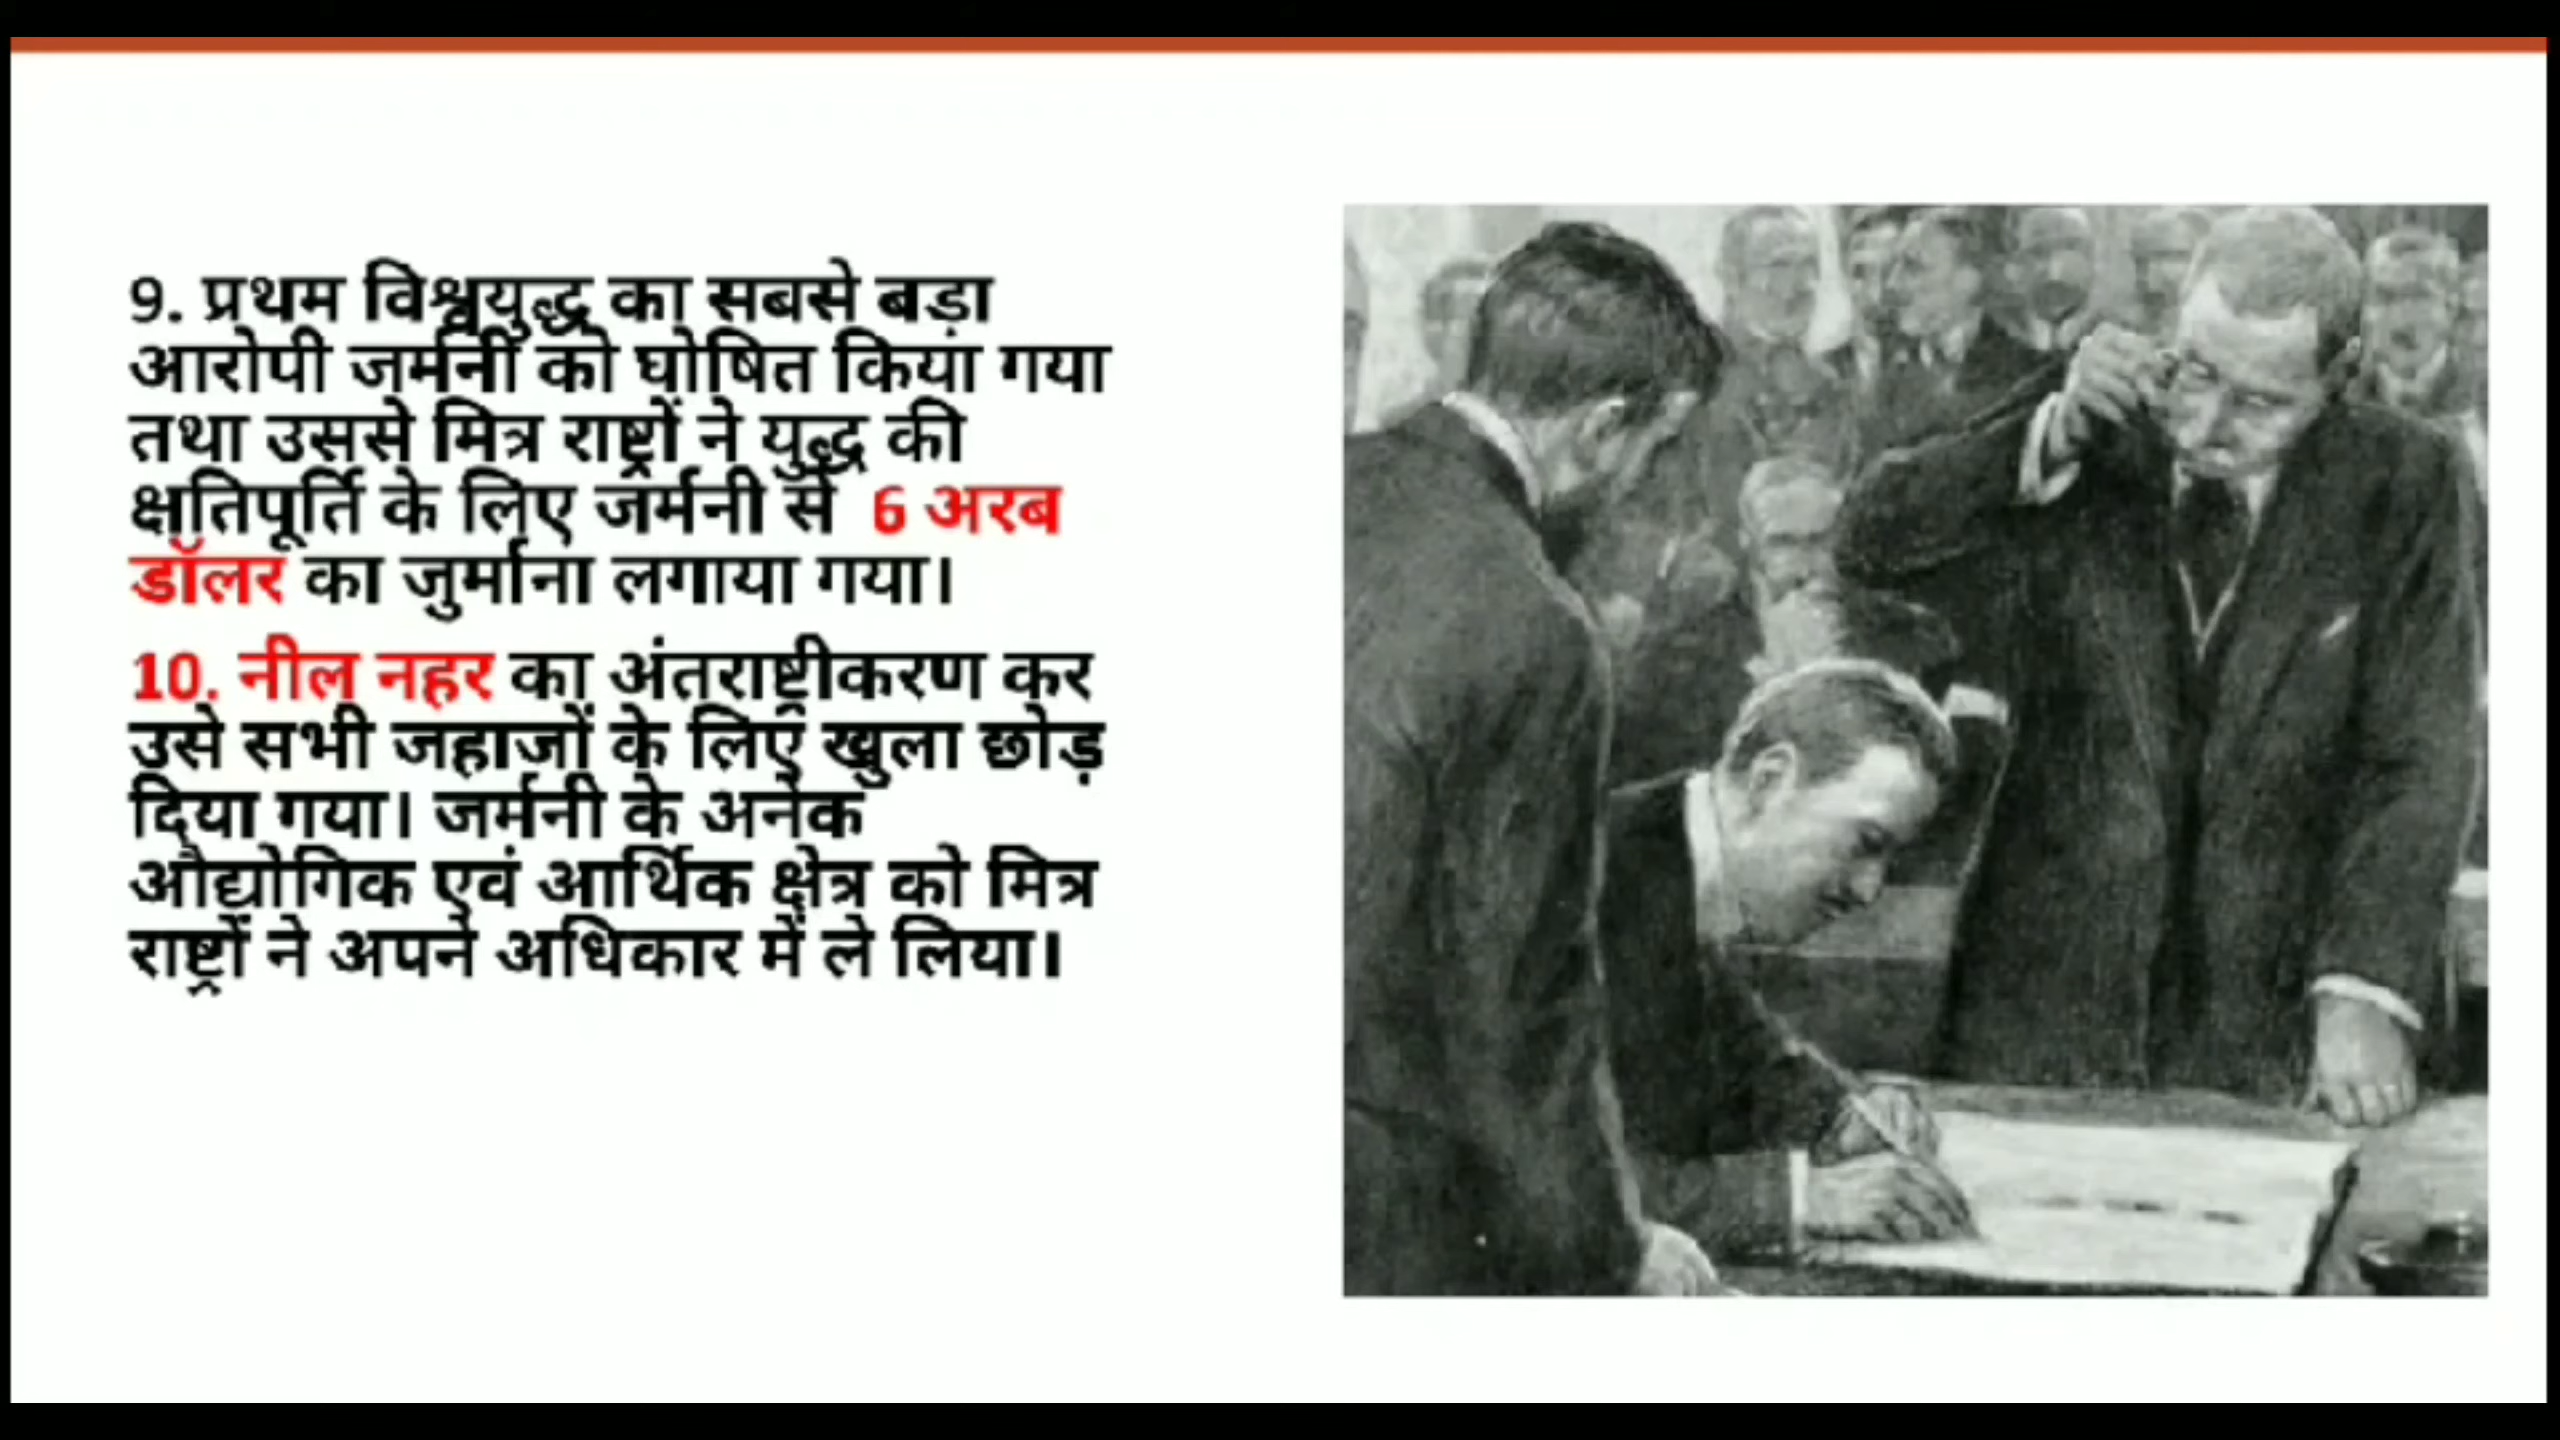 9. प्रथम विश्वयुद्ध का सबसे बड़ा
आरोपी जर्मनी को घोषित किया गया
तथा उससे मित्र राष्ट्रों ने युद्ध की
क्षतिपूर्ति के लिए जर्मनी से 6 अरब
डॉलर का जुर्माना लगाया गया।
10. नील नहर का अंतराष्ट्रीकरण कर
उसे सभी जहाजों के लिए खुला छोड़
दिया गया। जर्मनी के अनेक
औद्योगिक एवं आर्थिक क्षेत्र को मित्र
राष्ट्रों ने अपने अधिकार में ले लिया।